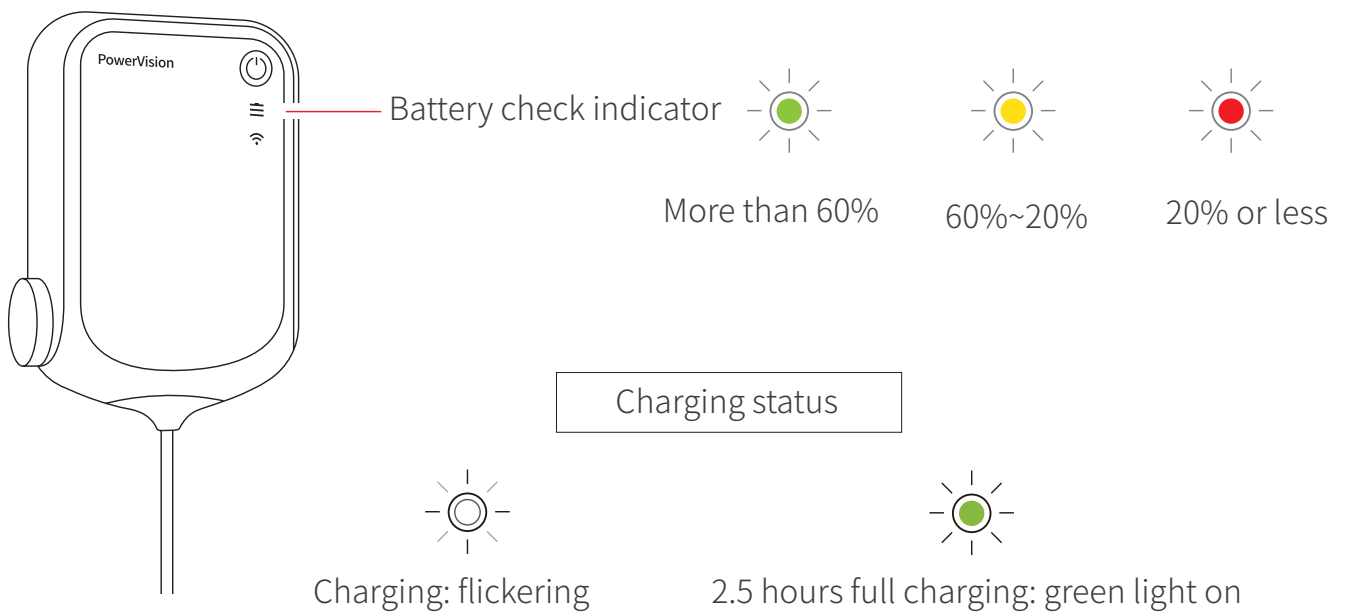 PowerVision
Battery check indicator
More than 60%
60%~20%
20% or less
Charging status
Charging: flickering
2.5 hours full charging: green light on